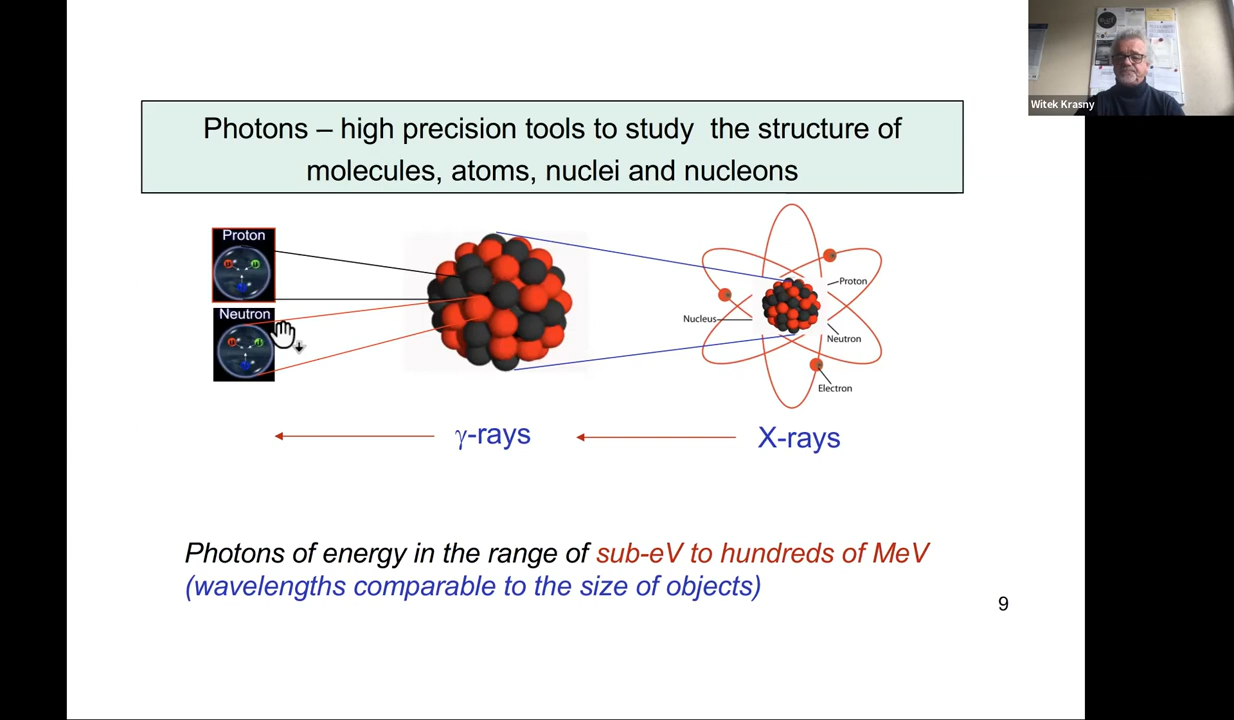 Witek Krasny
Photons – high precision tools to study the structure of
molecules, atoms, nuclei and nucleons
Proton
u u
d
Neutron
Proton
Nucleus
Neutron
Electron
γ-rays
X-rays
Photons of energy in the range of sub-eV to hundreds of MeV
(wavelengths comparable to the size of objects)
9